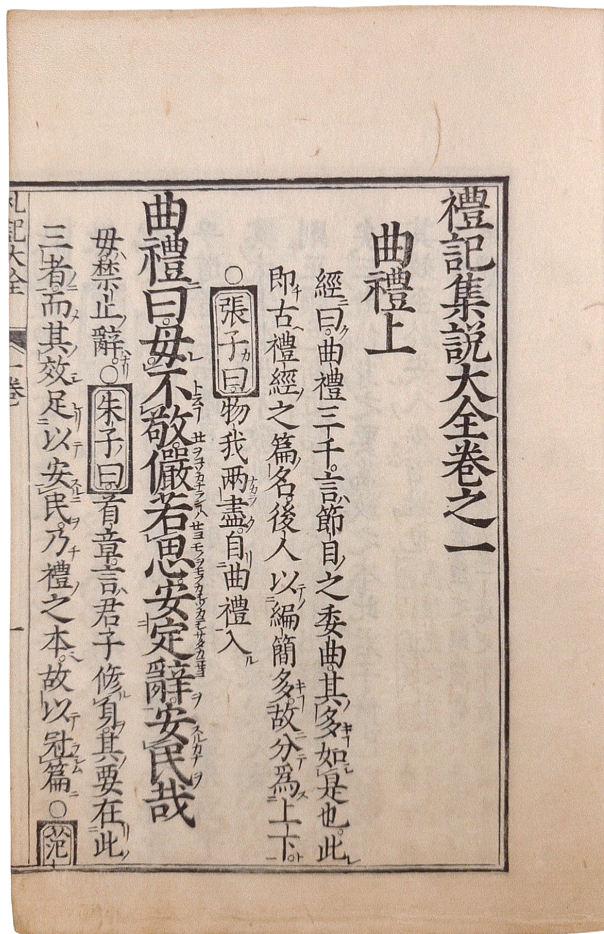 禮記集説大全卷之一
曲禮上
經曰曲禮三千言節目之委曲其多如是也此
即古禮經之篇名後人以編簡多故分爲上下
○張子曰物我兩盡自曲禮入
曲禮曰毋不敬儼若思安定辭安民哉
毋禁止辭○朱子曰首章言君子修身其要在此
三者而其效足以安民乃禮之本故以冠篇○范
礼記大全 一卷 一